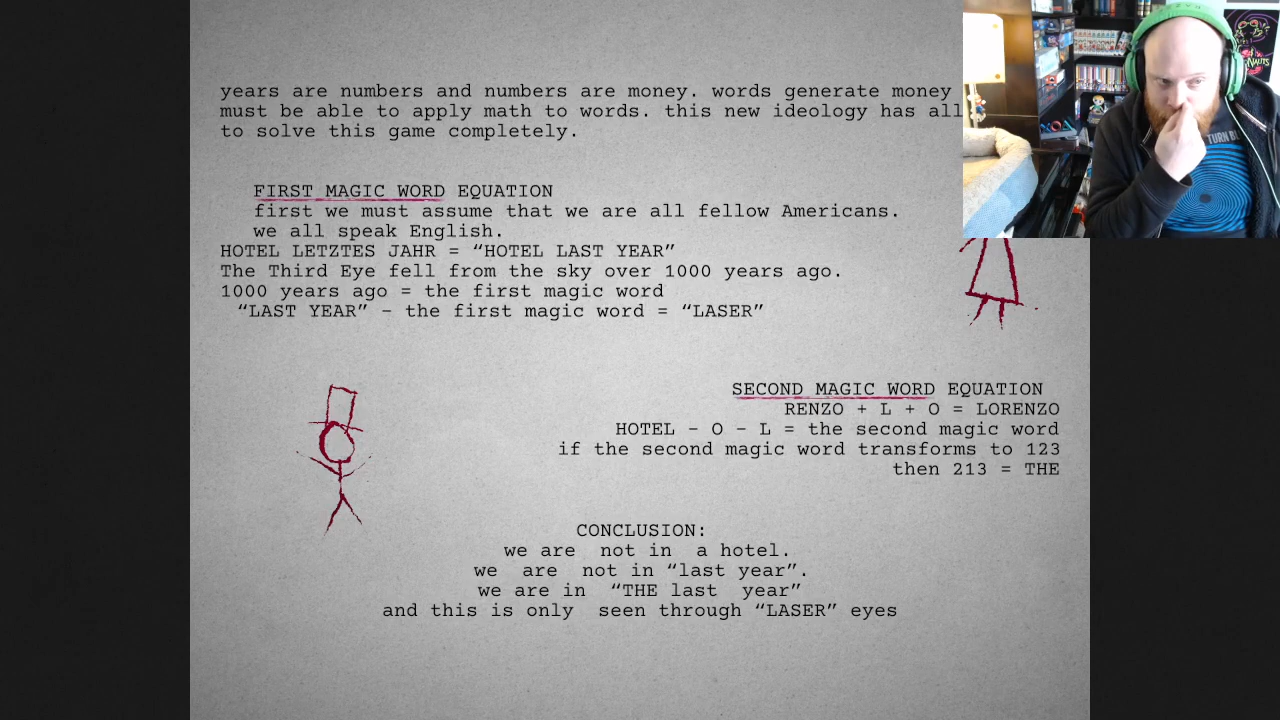 years are numbers and numbers are money. words generate money
must be able to apply math to words. this new ideology has all
to solve this game completely.
FIRST MAGIC WORD EQUATION
first we must assume that we are all fellow Americans.
we all speak English.
HOTEL LETZTES JAHR = “HOTEL LAST YEAR”
The Third Eye fell from the sky over 1000 years ago.
1000 years ago = the first magic word
“LAST YEAR” – the first magic word = “LASER”
SECOND MAGIC WORD EQUATION
RENZO + L + O = LORENZO
HOTEL – O – L = the second magic word
if the second magic word transforms to 123
then 213 = THE
CONCLUSION:
we are not in a hotel.
we are not in “last year”.
we are in “THE last year”
and this is only seen through “LASER” eyes
TURN